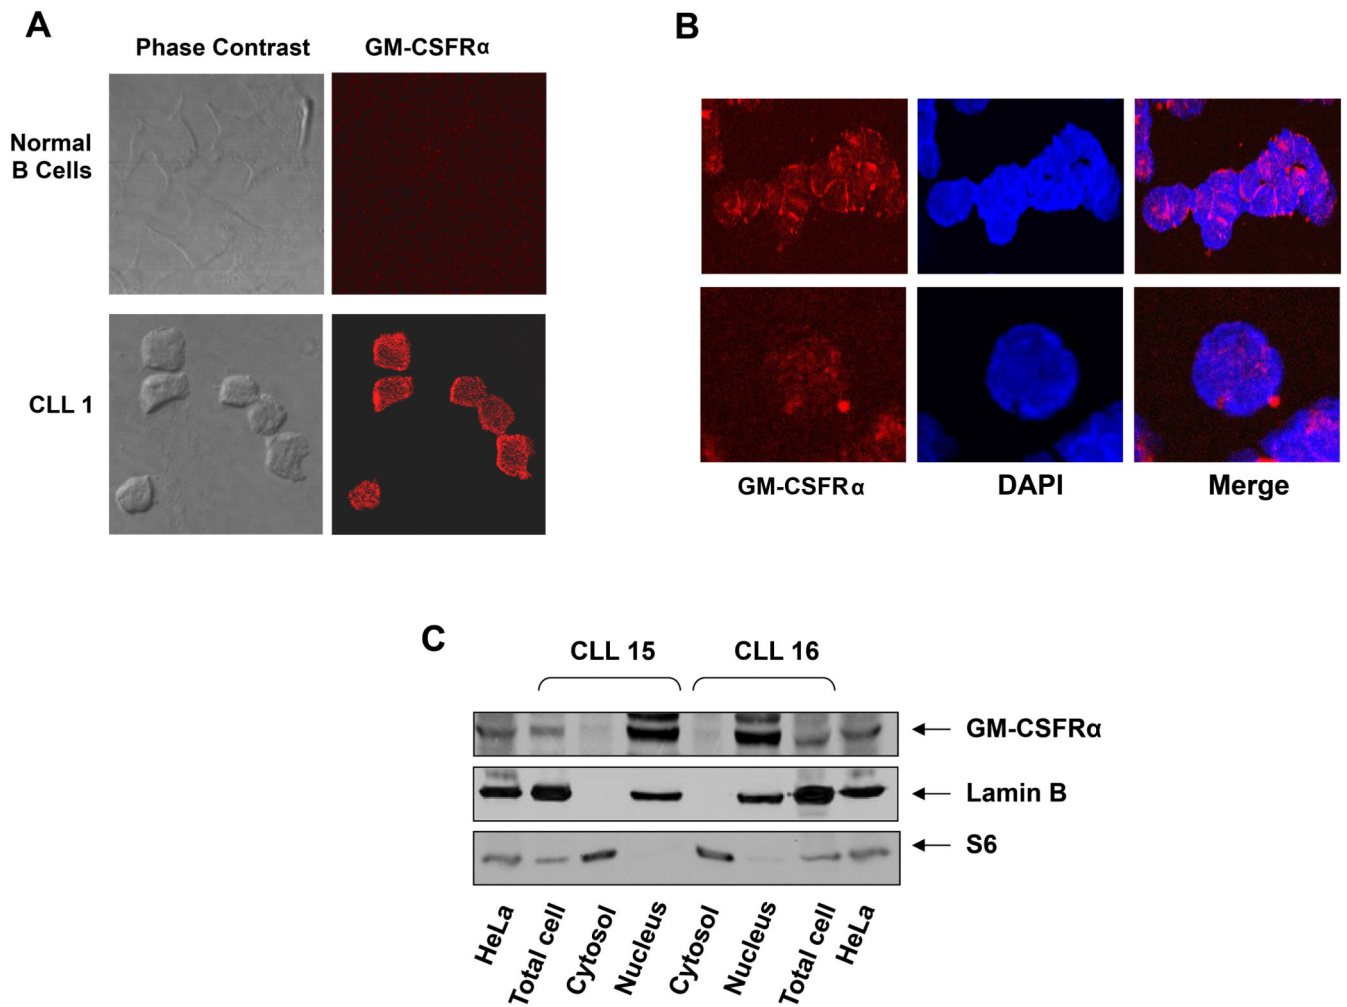 A
Phase Contrast
GM-CSFRα
Normal
B Cells
CLL 1
B
GM-CSFRα
DAPI
Merge
C
CLL 15
CLL 16
GM-CSFRα
Lamin B
S6
HeLa
Total cell
Cytosol
Nucleus
Cytosol
Nucleus
Total cell
HeLa